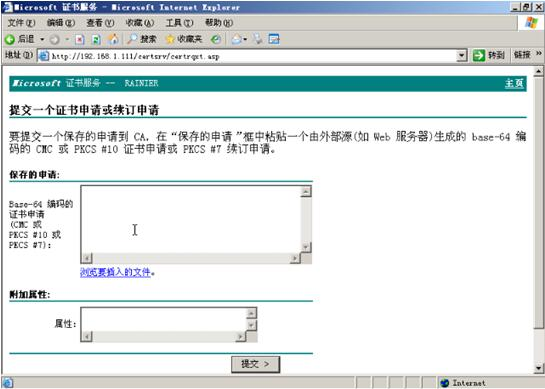 Microsoft 证书服务 - Microsoft Internet Explorer
文件(F) 编辑(E) 查看(V) 收藏(A) 工具(T) 帮助(H)
后退 搜索 收藏夹
地址(D) http://192.168.1.111/certsrv/certrqxt.asp 转到 链接 »
Microsoft 证书服务 -- RAINIER 主页
提交一个证书申请或续订申请
要提交一个保存的申请到 CA，在“保存的申请”框中粘贴一个由外部源(如 Web 服务器)生成的 base-64 编
码的 CMC 或 PKCS #10 证书申请或 PKCS #7 续订申请。
保存的申请:
Base-64 编码的
证书申请
(CMC 或
PKCS #10 或
PKCS #7):
浏览要插入的文件。
附加属性:
属性:
提交 >
Internet